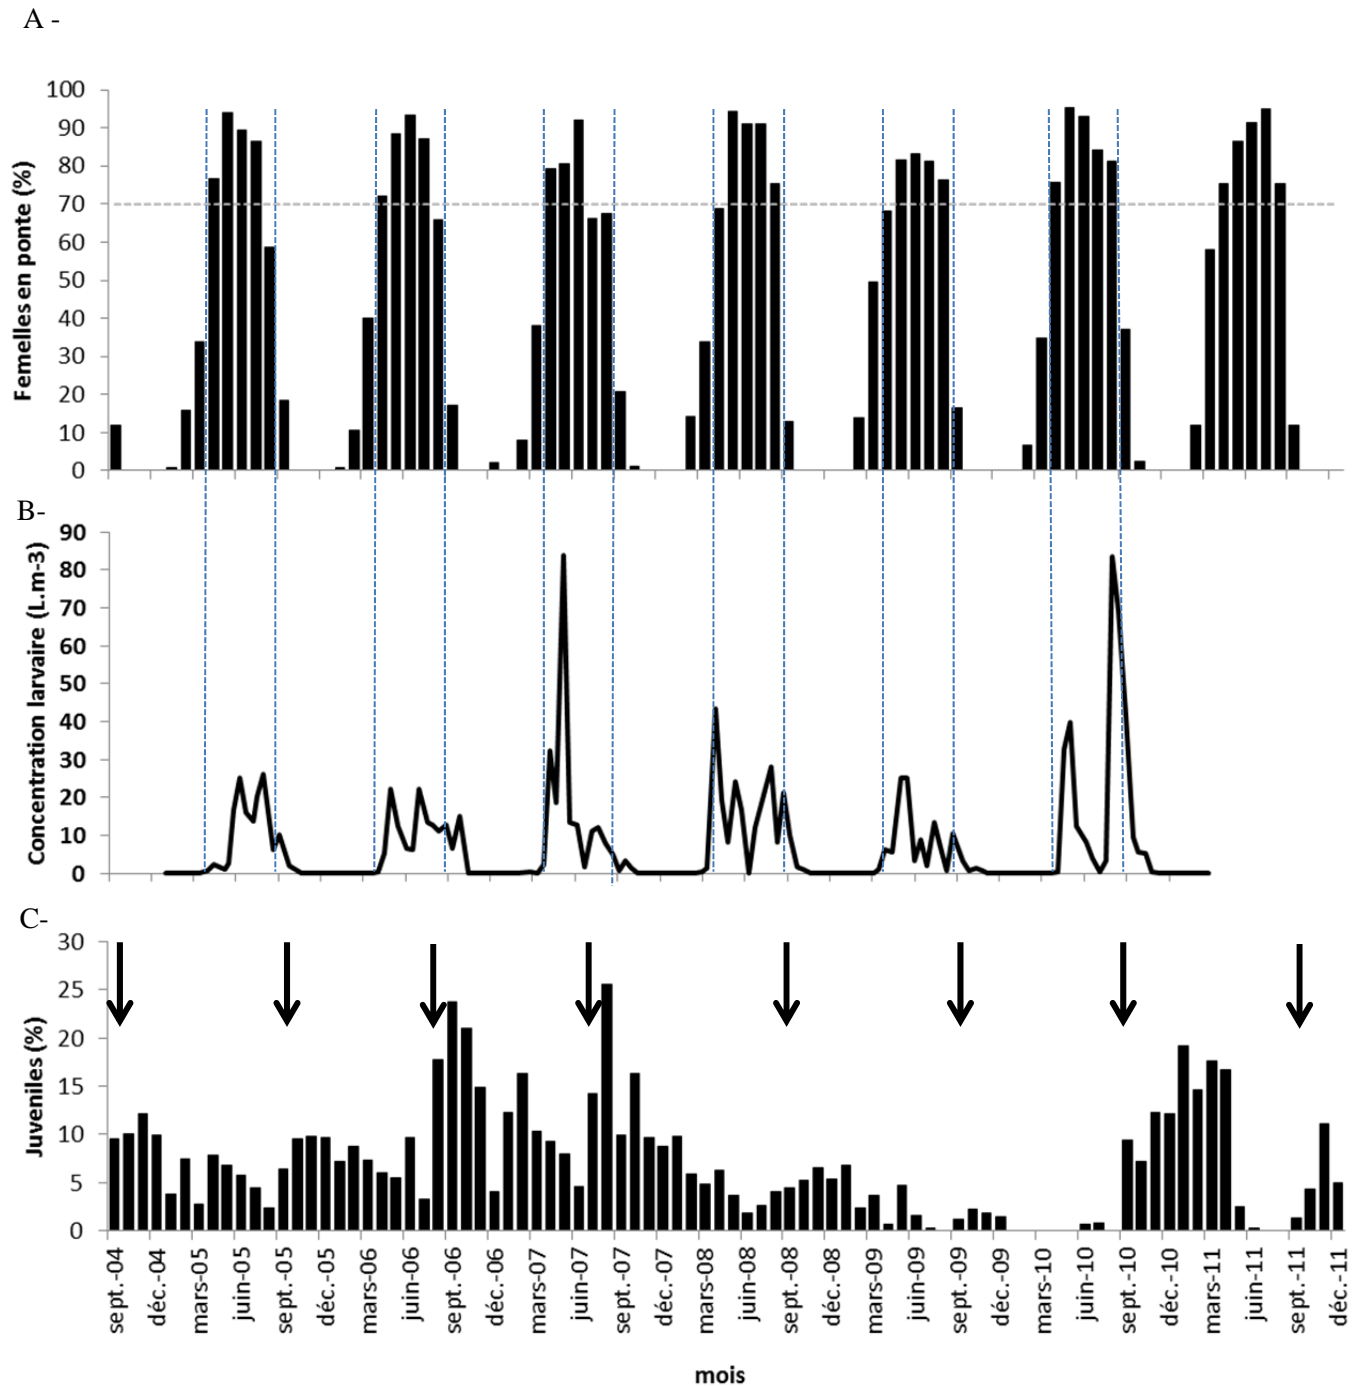 A -
Femelles en ponte (%)
100
90
80
70
60
50
40
30
20
10
0
B-
Concentration larvaire (L.m-3)
90
80
70
60
50
40
30
20
10
0
C-
Juveniles (%)
30
25
20
15
10
5
0
sept.-04
déc.-04
mars-05
juin-05
sept.-05
déc.-05
mars-06
juin-06
sept.-06
déc.-06
mars-07
juin-07
sept.-07
déc.-07
mars-08
juin-08
sept.-08
déc.-08
mars-09
juin-09
sept.-09
déc.-09
mars-10
juin-10
sept.-10
déc.-10
mars-11
juin-11
sept.-11
déc.-11
mois